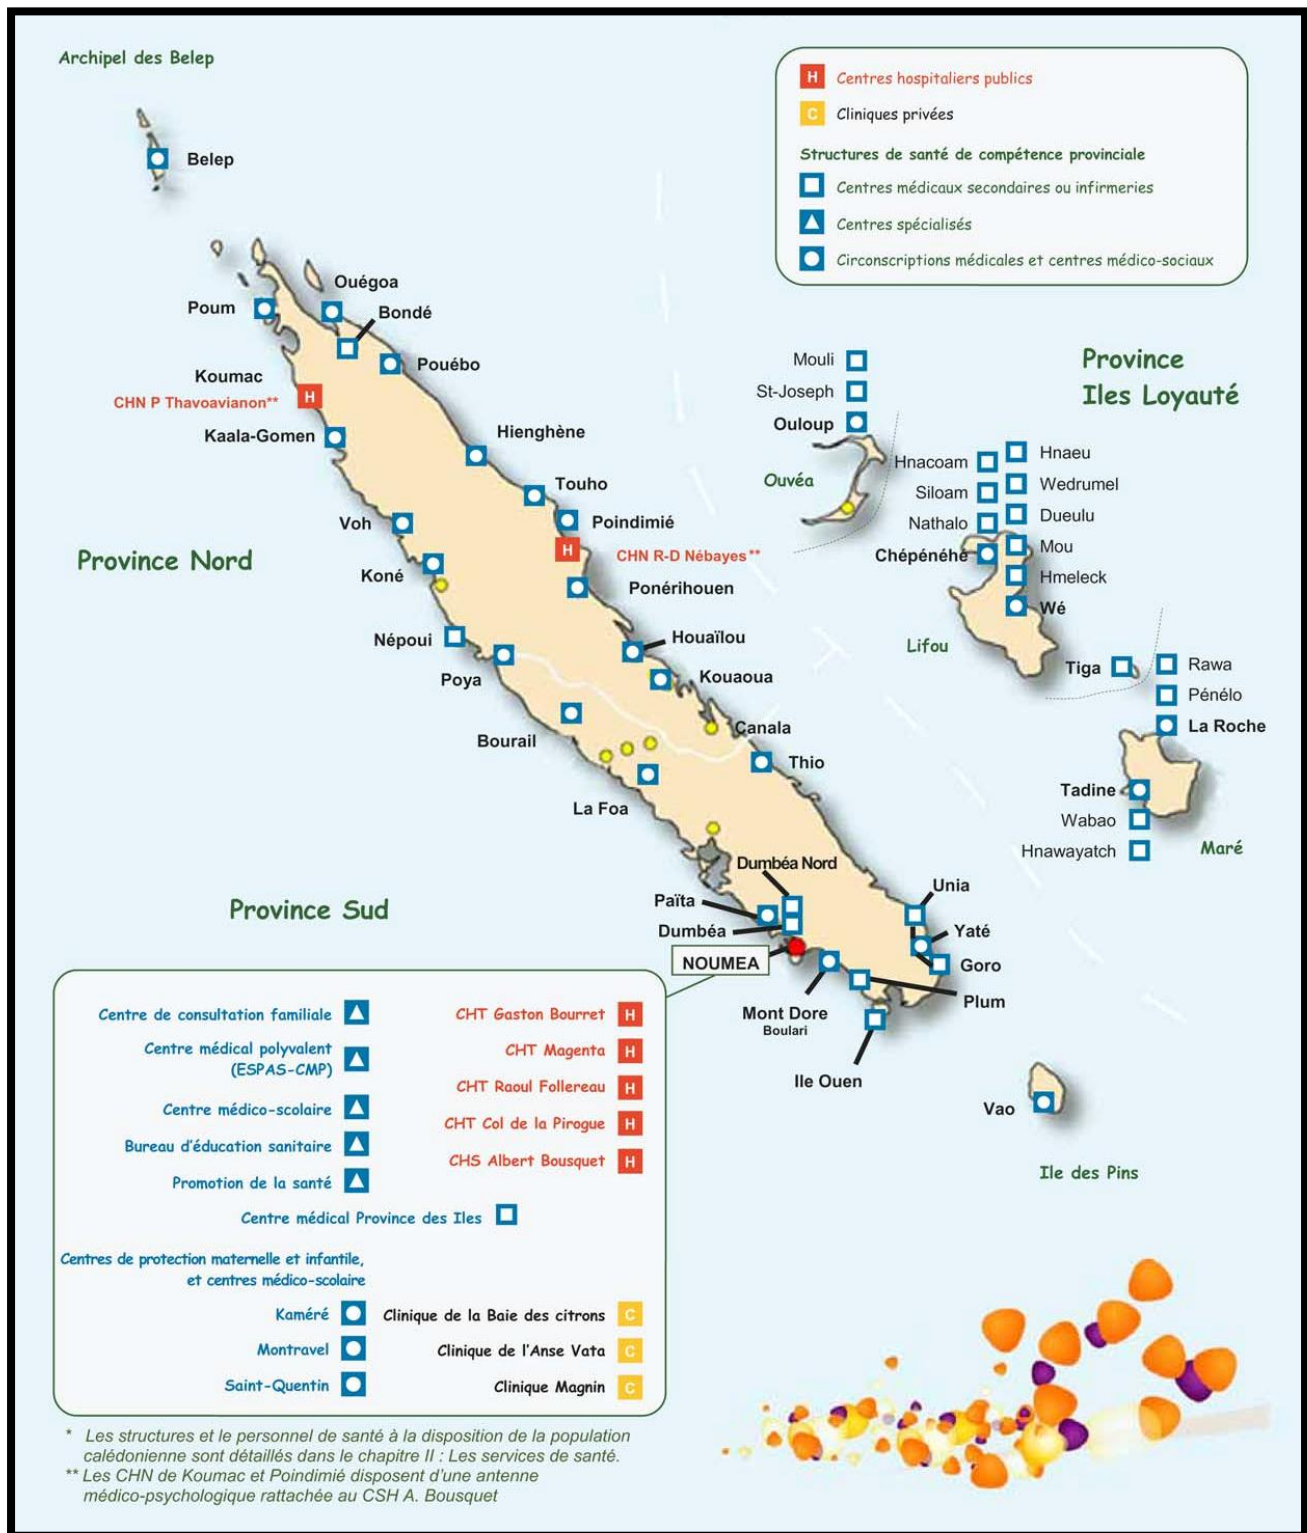 Archipel des Belep
H Centres hospitaliers publics
C Cliniques privées
Structures de santé de compétence provinciale
Centres médicaux secondaires ou infirmeries
Centres spécialisés
Circonscriptions médicales et centres médico-sociaux
Belep
Ouégoa
Poum
Bondé
Pouébo
Koumac
CHN P Thavoavianon**
H
Kaala-Gomen
Hienghène
Touho
Voh
Poindimié
H
CHN R-D Nébayes**
Province Nord
Koné
Ponérihouen
Népoui
Houaïlou
Poya
Kouaoua
Bourail
Canala
Thio
La Foa
Province
Iles Loyauté
Mouli
St-Joseph
Ouloup
Ouvéa
Hnacoam
Hnaeu
Siloam
Wedrumel
Nathalo
Dueulu
Chépénéhé
Mou
Hmeleck
Wé
Lifou
Tiga
Rawa
Pénélo
La Roche
Tadine
Wabao
Hnawayatch
Maré
Dumbéa Nord
Province Sud
Païta
Dumbéa
NOUMEA
Unia
Yaté
Goro
Plum
Mont Dore
Boulari
Ile Ouen
Vao
Ile des Pins
Centre de consultation familiale
CHT Gaston Bourret H
Centre médical polyvalent
(ESPAS-CMP)
CHT Magenta H
CHT Raoul Follereau H
Centre médico-scolaire
CHT Col de la Pirogue H
Bureau d'éducation sanitaire
CHS Albert Bousquet H
Promotion de la santé
Centre médical Province des Iles
Centres de protection maternelle et infantile,
et centres médico-scolaire
Kaméré
Clinique de la Baie des citrons C
Montravel
Clinique de l'Anse Vata C
Saint-Quentin
Clinique Magnin C
* Les structures et le personnel de santé à la disposition de la population
calédonienne sont détaillés dans le chapitre II : Les services de santé.
** Les CHN de Koumac et Poindimié disposent d'une antenne
médico-psychologique rattachée au CSH A. Bousquet